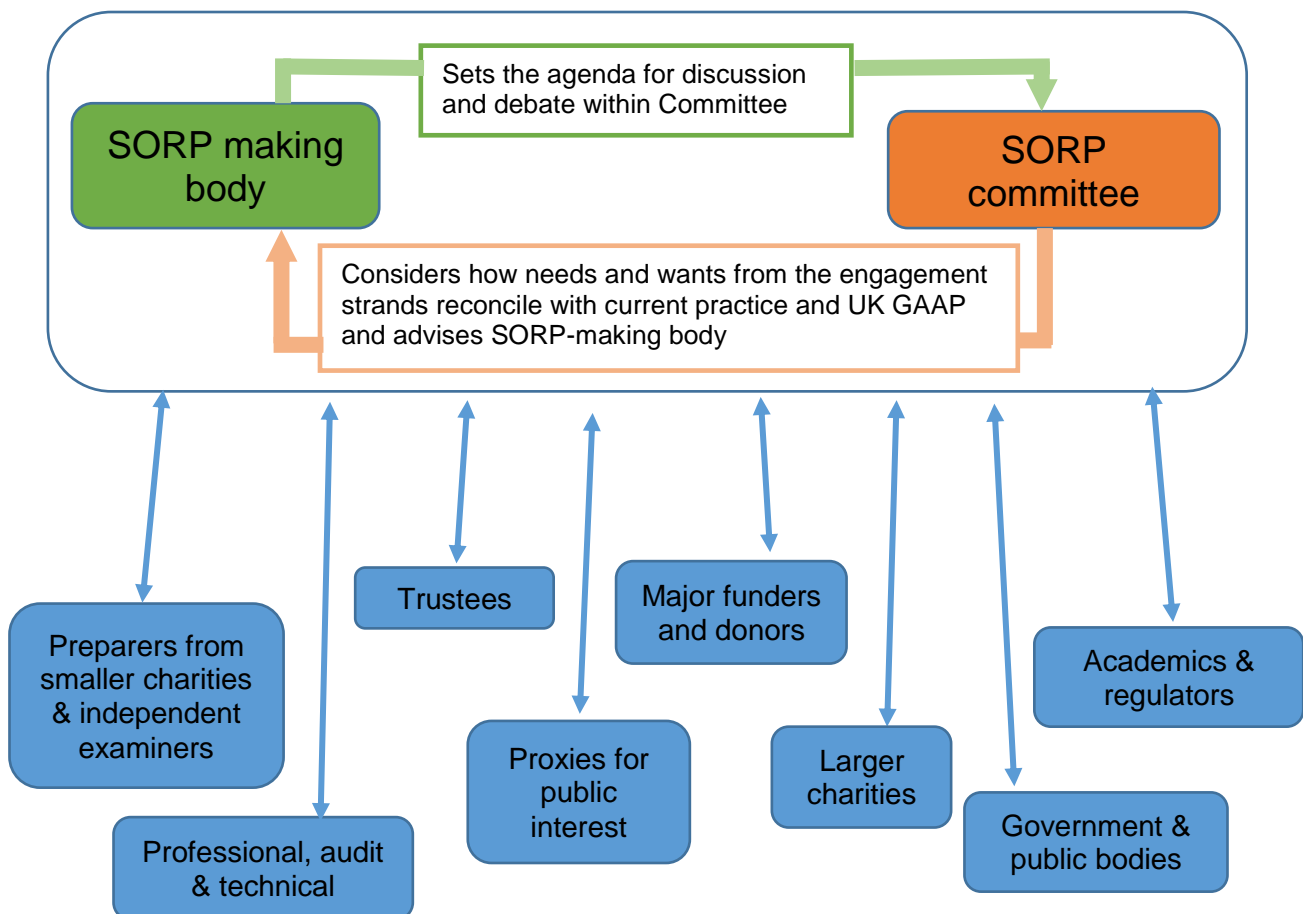 Sets the agenda for discussion
and debate within Committee
SORP making
body
SORP
committee
Considers how needs and wants from the engagement
strands reconcile with current practice and UK GAAP
and advises SORP-making body
Preparers from
smaller charities
& independent
examiners
Professional, audit
& technical
Trustees
Proxies for
public
interest
Major funders
and donors
Larger
charities
Government &
public bodies
Academics &
regulators